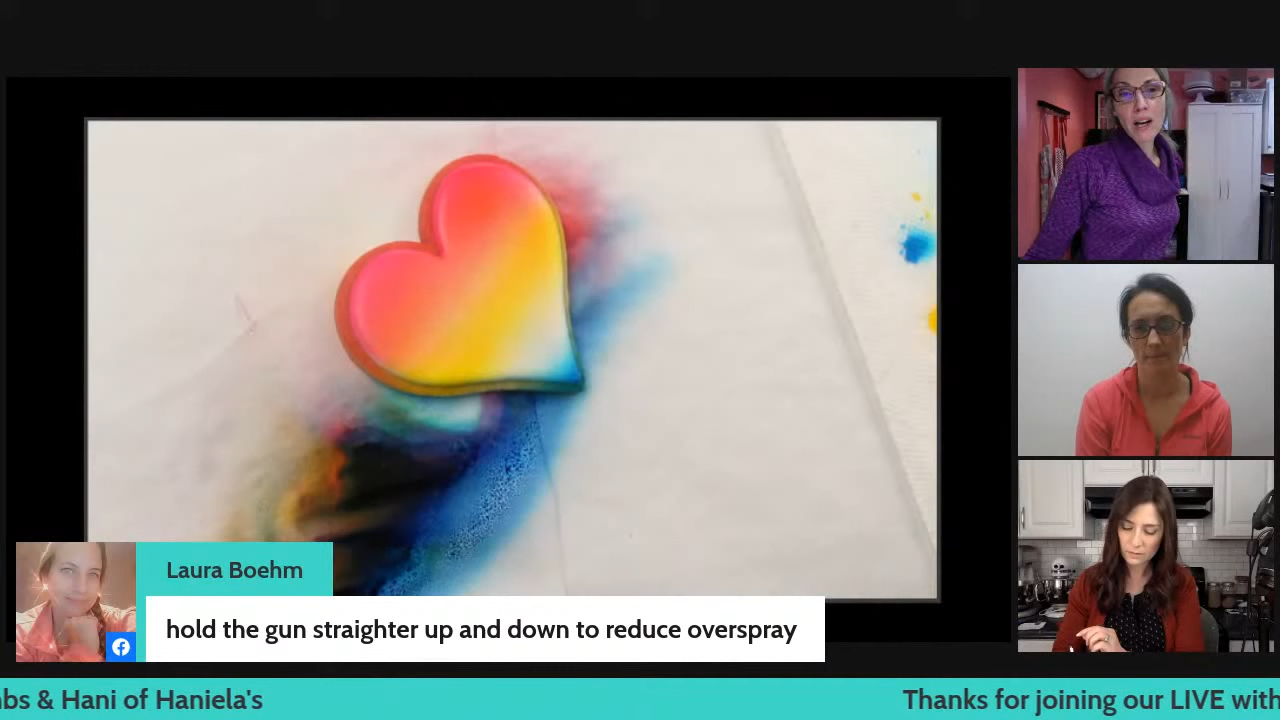 Laura Boehm
hold the gun straighter up and down to reduce overspray
nbs & Hani of Haniela's
Thanks for joining our LIVE with